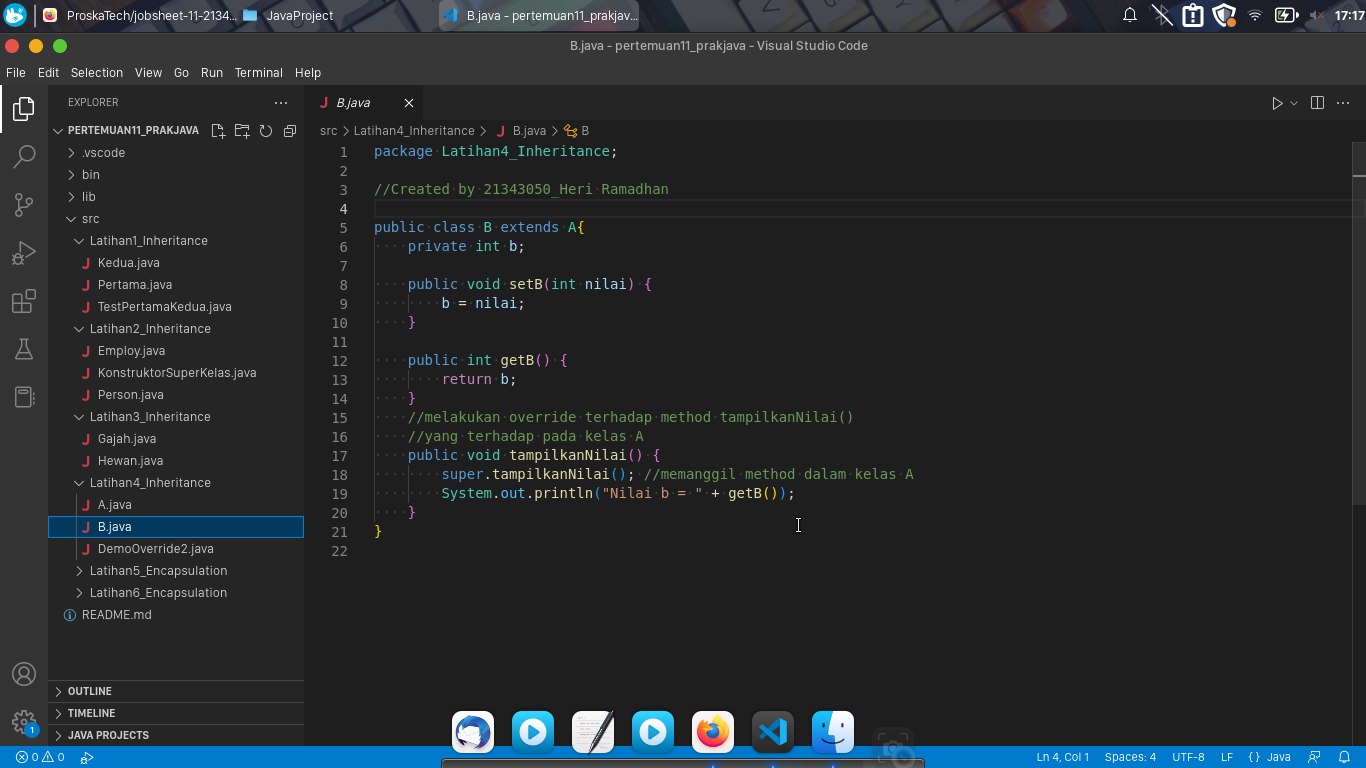 ProskaTech/jobsheet-11-2134...
JavaProject
B.java - pertemuan11_prakjav...
17:17
B.java - pertemuan11_prakjava - Visual Studio Code
File Edit Selection View Go Run Terminal Help
EXPLORER
PERTEMUAN11_PRAKJAVA
.vscode
bin
lib
src
Latihan1_Inheritance
J Kedua.java
J Pertama.java
J TestPertamaKedua.java
Latihan2_Inheritance
J Employ.java
J KonstruktorSuperKelas.java
J Person.java
Latihan3_Inheritance
J Gajah.java
J Hewan.java
Latihan4_Inheritance
J A.java
J B.java
J DemoOverride2.java
Latihan5_Encapsulation
Latihan6_Encapsulation
README.md
OUTLINE
TIMELINE
JAVA PROJECTS
J B.java
src > Latihan4_Inheritance > J B.java > B
1 package Latihan4_Inheritance;
2
3 //Created by 21343050_Heri Ramadhan
4
5 public class B extends A{
6 private int b;
7
8 public void setB(int nilai) {
9 b = nilai;
10 }
11
12 public int getB() {
13 return b;
14 }
15 //melakukan override terhadap method tampilkanNilai()
16 //yang terhadap pada kelas A
17 public void tampilkanNilai() {
18 super.tampilkanNilai(); //memanggil method dalam kelas A
19 System.out.println("Nilai b = " + getB());
20 }
21 }
22
1
0 0
Ln 4, Col 1 Spaces: 4 UTF-8 LF {} Java